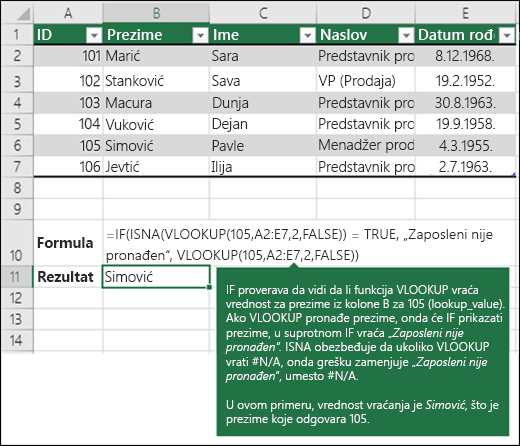 A B C D E
1 ID Prezime Ime Naslov Datum rođ
2 101 Marić Sara Predstavnik pro 8.12.1968.
3 102 Stanković Sava VP (Prodaja) 19.2.1952.
4 103 Macura Dunja Predstavnik pro 30.8.1963.
5 104 Vuković Dejan Predstavnik pro 19.9.1958.
6 105 Simović Pavle Menadžer prod 4.3.1955.
7 106 Jevtić Ilija Predstavnik pro 2.7.1963.
8
9
=IF(ISNA(VLOOKUP(105,A2:E7,2,FALSE)) = TRUE, „Zaposleni nije
10 Formula pronađen“, VLOOKUP(105,A2:E7,2,FALSE))
11 Rezultat Simović
12
13
14
IF proverava da vidi da li funkcija VLOOKUP vraća
vrednost za prezime iz kolone B za 105 (lookup_value).
Ako VLOOKUP pronađe prezime, onda će IF prikazati
prezime, u suprotnom IF vraća „Zaposleni nije
pronađen“. ISNA obezbeđuje da ukoliko VLOOKUP
vrati #N/A, onda grešku zamenjuje „Zaposleni nije
pronađen“, umesto #N/A.
U ovom primeru, vrednost vraćanja je Simović, što je
prezime koje odgovara 105.